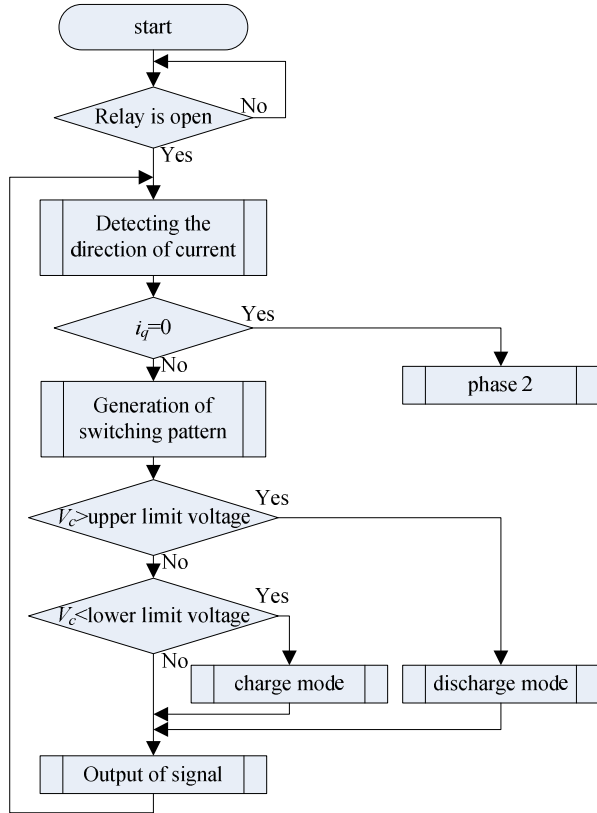 start
Relay is open
No
Yes
Detecting the
direction of current
i_q=0
Yes
No
phase 2
Generation of
switching pattern
V_c>upper limit voltage
Yes
No
V_c<lower limit voltage
Yes
No
charge mode
discharge mode
Output of signal